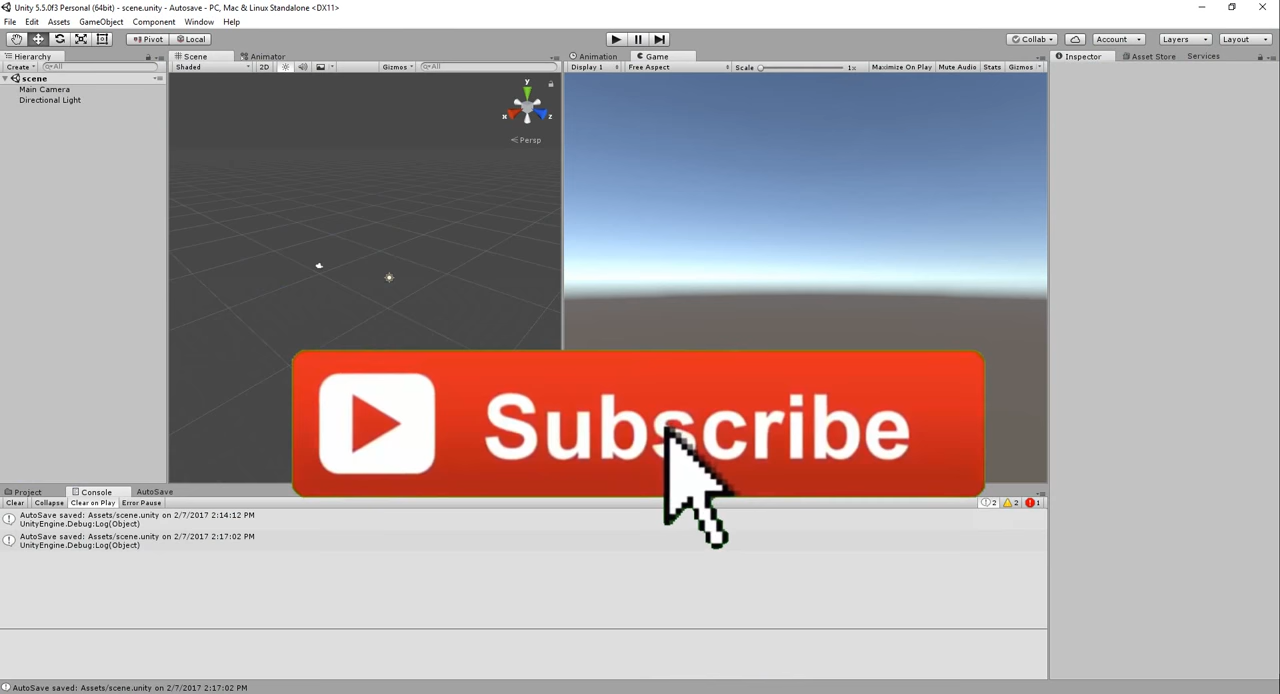 Unity 5.5.0f3 Personal (64bit) - scene.unity - Autosave - PC, Mac & Linux Standalone <DX11>
File Edit Assets GameObject Component Window Help
Pivot Local Collab Account Layers Layout
Hierarchy Scene Animator Animation Game Inspector Asset Store Services
Create All Shaded 2D Gizmos All Display 1 Free Aspect Scale 1x Maximize On Play Mute Audio Stats Gizmos
scene
Main Camera
Directional Light
y
x z
Persp
Subscribe
Project Console AutoSave
Clear Collapse Clear on Play Error Pause 2 2 1
AutoSave saved: Assets/scene.unity on 2/7/2017 2:14:12 PM
UnityEngine.Debug:Log(Object)
AutoSave saved: Assets/scene.unity on 2/7/2017 2:17:02 PM
UnityEngine.Debug:Log(Object)
AutoSave saved: Assets/scene.unity on 2/7/2017 2:17:02 PM